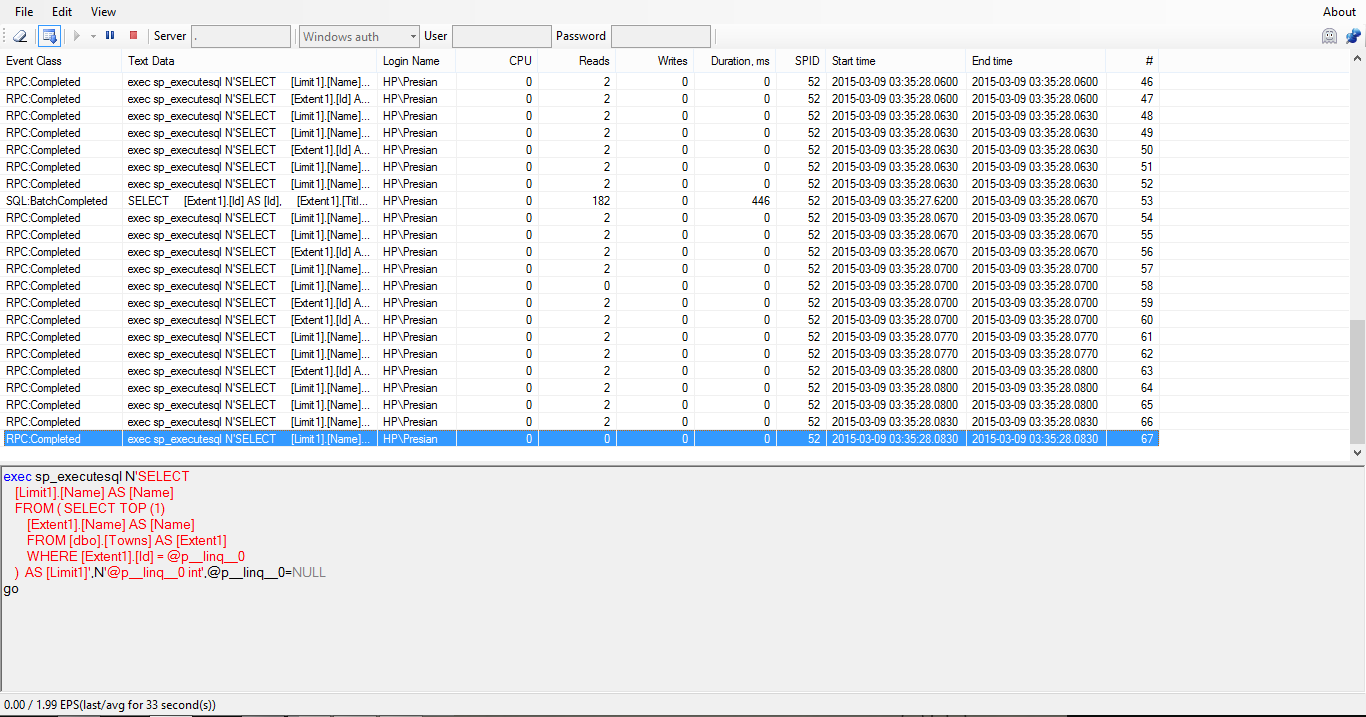 File Edit View About
Server . Windows auth User Password
Event Class Text Data Login Name CPU Reads Writes Duration, ms SPID Start time End time #
RPC:Completed exec sp_executesql N'SELECT [Limit1].[Name]... HP\Presian 0 2 0 0 52 2015-03-09 03:35:28.0600 2015-03-09 03:35:28.0600 46
RPC:Completed exec sp_executesql N'SELECT [Extent1].[Id] A... HP\Presian 0 2 0 0 52 2015-03-09 03:35:28.0600 2015-03-09 03:35:28.0600 47
RPC:Completed exec sp_executesql N'SELECT [Limit1].[Name]... HP\Presian 0 2 0 0 52 2015-03-09 03:35:28.0630 2015-03-09 03:35:28.0630 48
RPC:Completed exec sp_executesql N'SELECT [Limit1].[Name]... HP\Presian 0 2 0 0 52 2015-03-09 03:35:28.0630 2015-03-09 03:35:28.0630 49
RPC:Completed exec sp_executesql N'SELECT [Extent1].[Id] A... HP\Presian 0 2 0 0 52 2015-03-09 03:35:28.0630 2015-03-09 03:35:28.0630 50
RPC:Completed exec sp_executesql N'SELECT [Limit1].[Name]... HP\Presian 0 2 0 0 52 2015-03-09 03:35:28.0630 2015-03-09 03:35:28.0630 51
RPC:Completed exec sp_executesql N'SELECT [Limit1].[Name]... HP\Presian 0 2 0 0 52 2015-03-09 03:35:28.0630 2015-03-09 03:35:28.0630 52
SQL:BatchCompleted SELECT [Extent1].[Id] AS [Id], [Extent1].[Titl... HP\Presian 0 182 0 446 52 2015-03-09 03:35:27.6200 2015-03-09 03:35:28.0670 53
RPC:Completed exec sp_executesql N'SELECT [Limit1].[Name]... HP\Presian 0 2 0 0 52 2015-03-09 03:35:28.0670 2015-03-09 03:35:28.0670 54
RPC:Completed exec sp_executesql N'SELECT [Limit1].[Name]... HP\Presian 0 2 0 0 52 2015-03-09 03:35:28.0670 2015-03-09 03:35:28.0670 55
RPC:Completed exec sp_executesql N'SELECT [Extent1].[Id] A... HP\Presian 0 2 0 0 52 2015-03-09 03:35:28.0670 2015-03-09 03:35:28.0670 56
RPC:Completed exec sp_executesql N'SELECT [Limit1].[Name]... HP\Presian 0 2 0 0 52 2015-03-09 03:35:28.0700 2015-03-09 03:35:28.0700 57
RPC:Completed exec sp_executesql N'SELECT [Limit1].[Name]... HP\Presian 0 0 0 0 52 2015-03-09 03:35:28.0700 2015-03-09 03:35:28.0700 58
RPC:Completed exec sp_executesql N'SELECT [Extent1].[Id] A... HP\Presian 0 2 0 0 52 2015-03-09 03:35:28.0700 2015-03-09 03:35:28.0700 59
RPC:Completed exec sp_executesql N'SELECT [Extent1].[Id] A... HP\Presian 0 2 0 0 52 2015-03-09 03:35:28.0700 2015-03-09 03:35:28.0700 60
RPC:Completed exec sp_executesql N'SELECT [Limit1].[Name]... HP\Presian 0 2 0 0 52 2015-03-09 03:35:28.0770 2015-03-09 03:35:28.0770 61
RPC:Completed exec sp_executesql N'SELECT [Limit1].[Name]... HP\Presian 0 2 0 0 52 2015-03-09 03:35:28.0770 2015-03-09 03:35:28.0770 62
RPC:Completed exec sp_executesql N'SELECT [Extent1].[Id] A... HP\Presian 0 2 0 0 52 2015-03-09 03:35:28.0800 2015-03-09 03:35:28.0800 63
RPC:Completed exec sp_executesql N'SELECT [Limit1].[Name]... HP\Presian 0 2 0 0 52 2015-03-09 03:35:28.0800 2015-03-09 03:35:28.0800 64
RPC:Completed exec sp_executesql N'SELECT [Limit1].[Name]... HP\Presian 0 2 0 0 52 2015-03-09 03:35:28.0800 2015-03-09 03:35:28.0800 65
RPC:Completed exec sp_executesql N'SELECT [Limit1].[Name]... HP\Presian 0 2 0 0 52 2015-03-09 03:35:28.0830 2015-03-09 03:35:28.0830 66
RPC:Completed exec sp_executesql N'SELECT [Limit1].[Name]... HP\Presian 0 0 0 0 52 2015-03-09 03:35:28.0830 2015-03-09 03:35:28.0830 67
exec sp_executesql N'SELECT
[Limit1].[Name] AS [Name]
FROM ( SELECT TOP (1)
[Extent1].[Name] AS [Name]
FROM [dbo].[Towns] AS [Extent1]
WHERE [Extent1].[Id] = @p__linq__0
) AS [Limit1]',N'@p__linq__0 int',@p__linq__0=NULL
go
0.00 / 1.99 EPS(last/avg for 33 second(s))